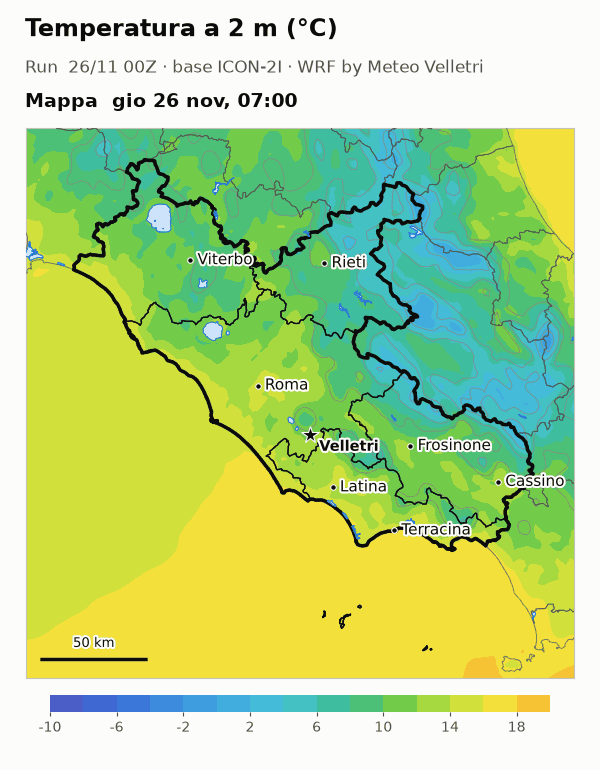 Temperatura a 2 m (°C)
Run  26/11 00Z · base ICON-2I · WRF by Meteo Velletri
Mappa  gio 26 nov, 07:00
Viterbo
Rieti
Roma
Velletri
Frosinone
Cassino
Latina
Terracina
50 km
-10 -6 -2 2 6 10 14 18